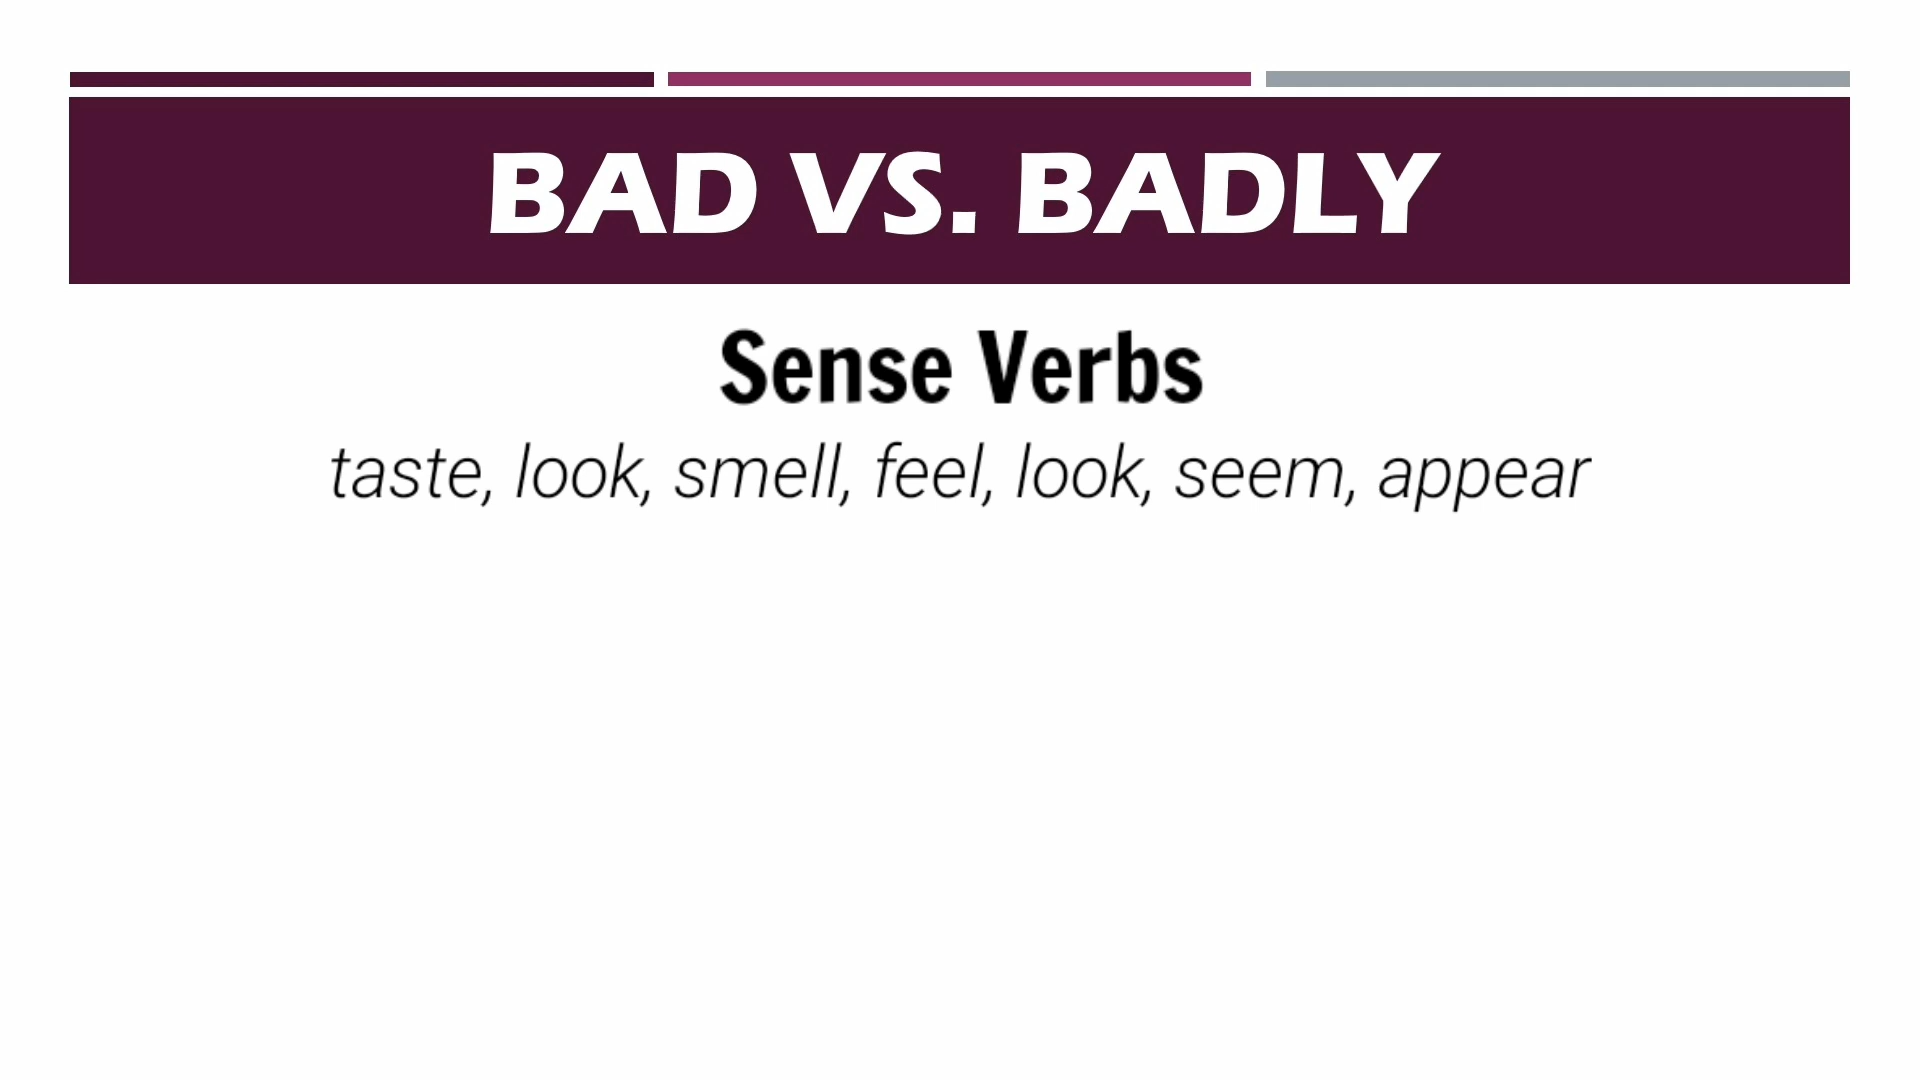 BAD VS. BADLY
Sense Verbs
taste, look, smell, feel, look, seem, appear